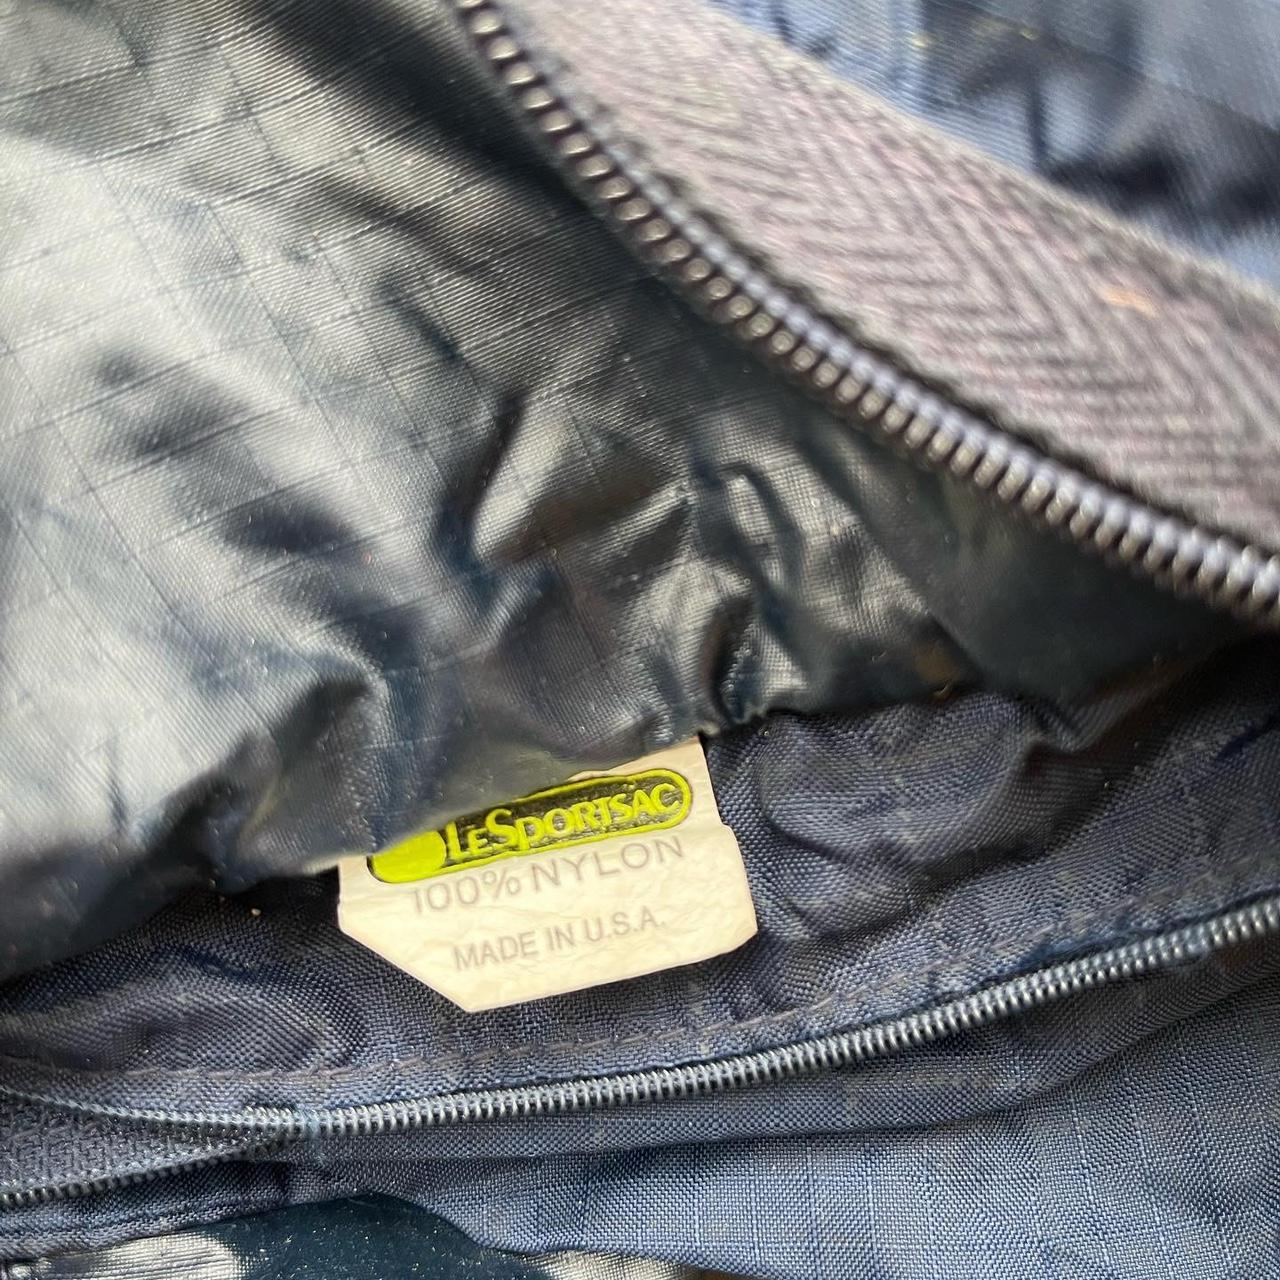 LeSportsac
100% NYLON
MADE IN U.S.A.